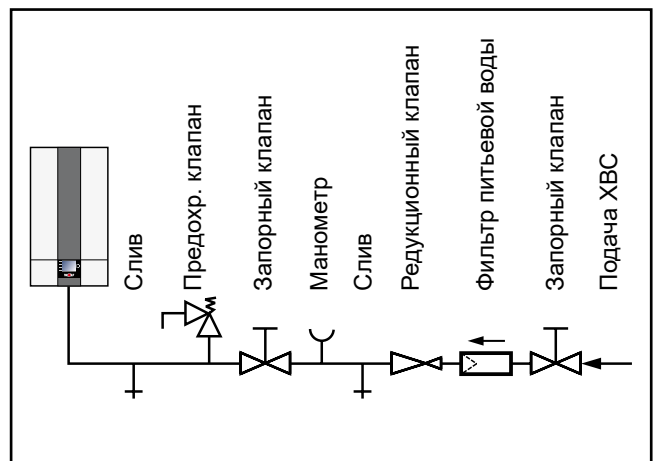 Слив
Предохр. клапан
Запорный клапан
Манометр
Слив
Редукционный клапан
Фильтр питьевой воды
Запорный клапан
Подача ХВС